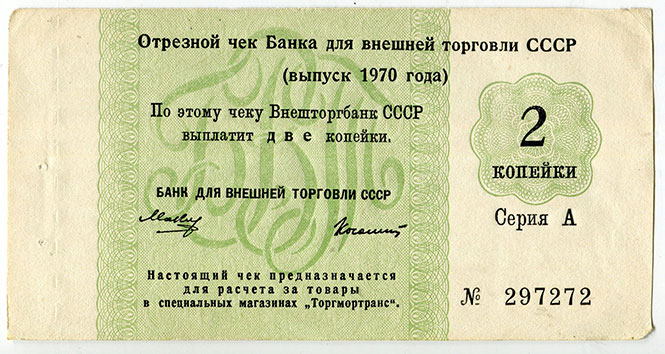 Отрезной чек Банка для внешней торговли СССР
(выпуск 1970 года)
По этому чеку Внешторгбанк СССР
выплатит две копейки.
2
КОПЕЙКИ
БАНК ДЛЯ ВНЕШНЕЙ ТОРГОВЛИ СССР
Серия А
Настоящий чек предназначается
для расчета за товары
в специальных магазинах „Торгмортранс“.
№ 297272